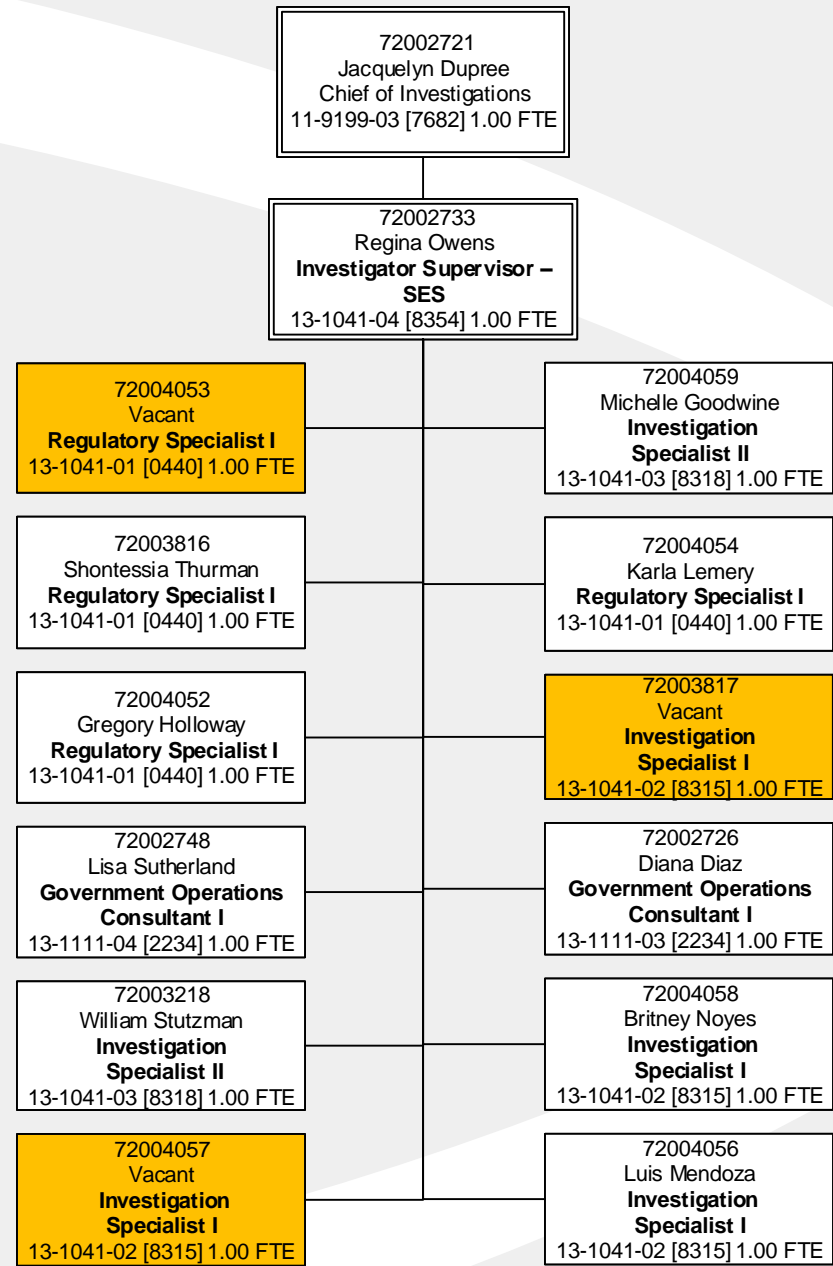 72002721
Jacquelyn Dupree
Chief of Investigations
11-9199-03 [7682] 1.00 FTE
72002733
Regina Owens
Investigator Supervisor –
SES
13-1041-04 [8354] 1.00 FTE
72004053
Vacant
Regulatory Specialist I
13-1041-01 [0440] 1.00 FTE
72004059
Michelle Goodwine
Investigation
Specialist II
13-1041-03 [8318] 1.00 FTE
72003816
Shontessia Thurman
Regulatory Specialist I
13-1041-01 [0440] 1.00 FTE
72004054
Karla Lemery
Regulatory Specialist I
13-1041-01 [0440] 1.00 FTE
72004052
Gregory Holloway
Regulatory Specialist I
13-1041-01 [0440] 1.00 FTE
72003817
Vacant
Investigation
Specialist I
13-1041-02 [8315] 1.00 FTE
72002748
Lisa Sutherland
Government Operations
Consultant I
13-1111-04 [2234] 1.00 FTE
72002726
Diana Diaz
Government Operations
Consultant I
13-1111-03 [2234] 1.00 FTE
72003218
William Stutzman
Investigation
Specialist II
13-1041-03 [8318] 1.00 FTE
72004058
Britney Noyes
Investigation
Specialist I
13-1041-02 [8315] 1.00 FTE
72004057
Vacant
Investigation
Specialist I
13-1041-02 [8315] 1.00 FTE
72004056
Luis Mendoza
Investigation
Specialist I
13-1041-02 [8315] 1.00 FTE